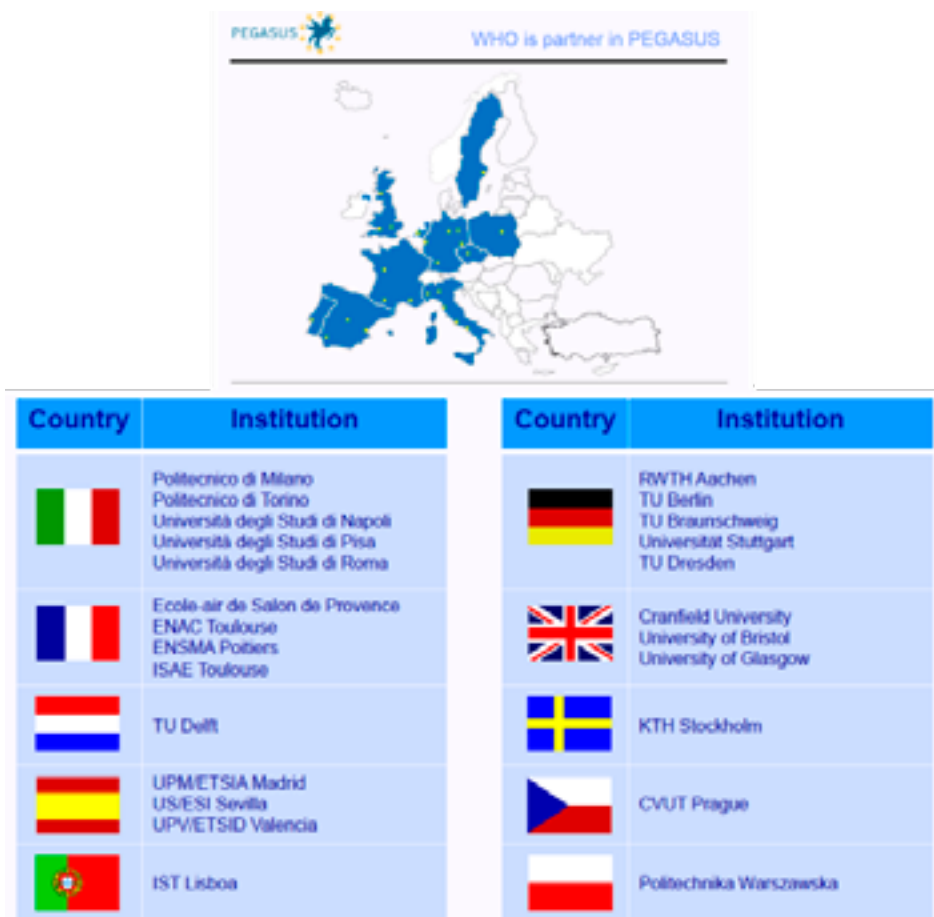 PEGASUS
WHO is partner in PEGASUS
Country
Institution
Politecnico di Milano
Politecnico di Torino
Università degli Studi di Napoli
Università degli Studi di Pisa
Università degli Studi di Roma
Ecole-air de Salon de Provence
ENAC Toulouse
ENSMA Poitiers
ISAE Toulouse
TU Delft
UPM/ETSIA Madrid
US/ESI Sevilla
UPV/ETSID Valencia
IST Lisboa
Country
Institution
RWTH Aachen
TU Berlin
TU Braunschweig
Universität Stuttgart
TU Dresden
Cranfield University
University of Bristol
University of Glasgow
KTH Stockholm
CVUT Prague
Politechnika Warszawska